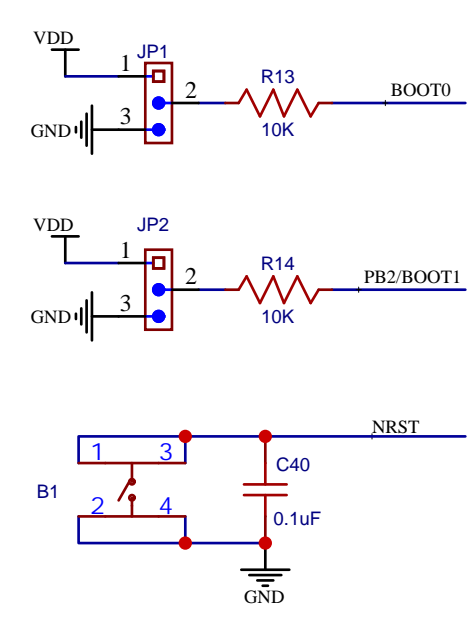 VDD
JP1
1
R13
2
BOOT0
3
GND
10K
VDD
JP2
1
R14
2
PB2/BOOT1
3
GND
10K
NRST
1 3
C40
B1
2 4
0.1uF
GND